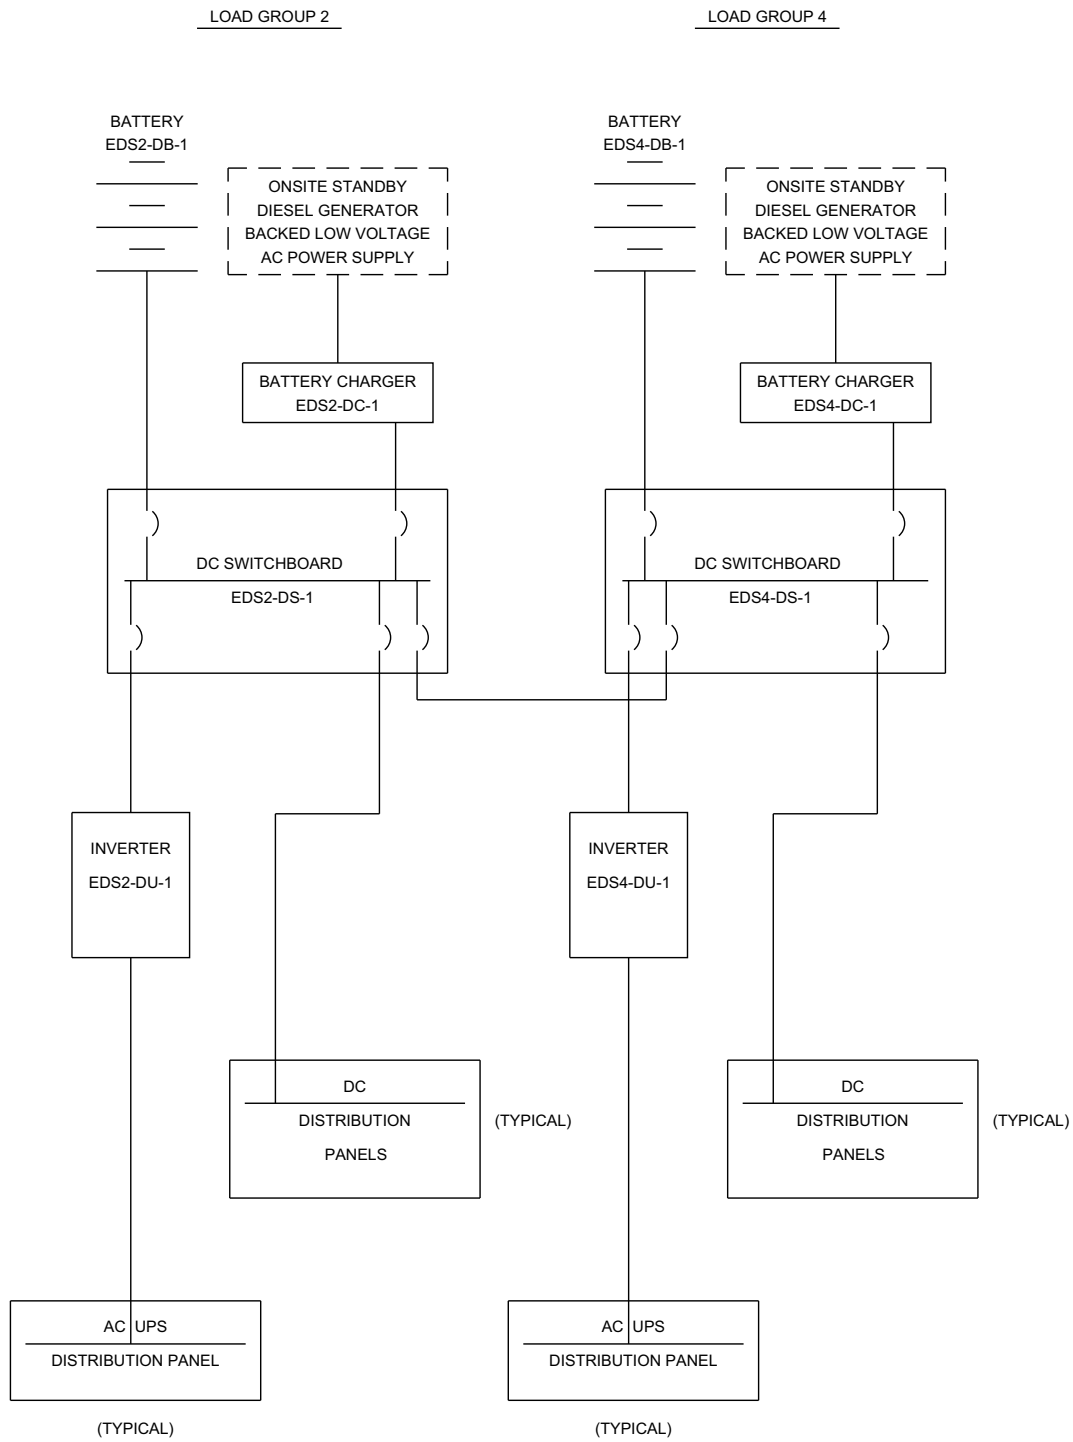 LOAD GROUP 2
LOAD GROUP 4
BATTERY
EDS2-DB-1
ONSITE STANDBY
DIESEL GENERATOR
BACKED LOW VOLTAGE
AC POWER SUPPLY
BATTERY
EDS4-DB-1
ONSITE STANDBY
DIESEL GENERATOR
BACKED LOW VOLTAGE
AC POWER SUPPLY
BATTERY CHARGER
EDS2-DC-1
BATTERY CHARGER
EDS4-DC-1
DC SWITCHBOARD
EDS2-DS-1
DC SWITCHBOARD
EDS4-DS-1
INVERTER
EDS2-DU-1
INVERTER
EDS4-DU-1
DC
DISTRIBUTION
PANELS
(TYPICAL)
DC
DISTRIBUTION
PANELS
(TYPICAL)
AC UPS
DISTRIBUTION PANEL
(TYPICAL)
AC UPS
DISTRIBUTION PANEL
(TYPICAL)